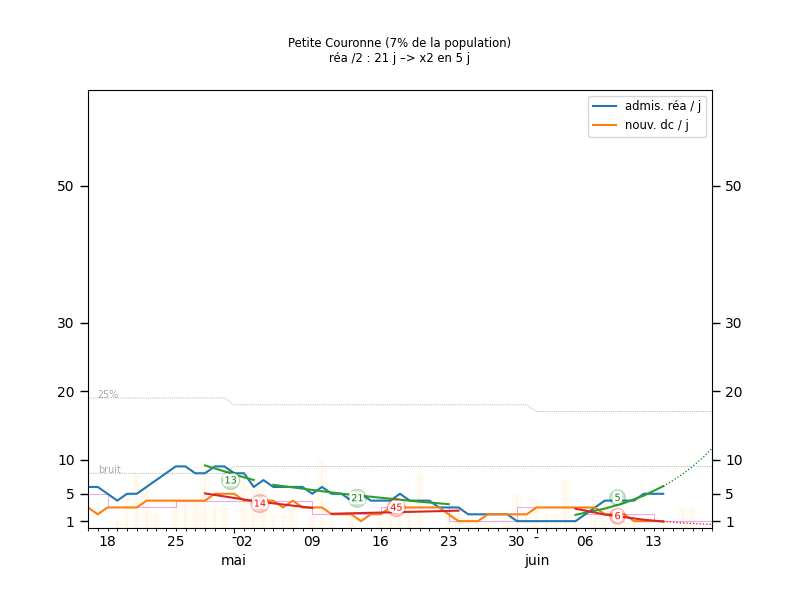 Petite Couronne (7% de la population)
réa /2 : 21 j –> x2 en 5 j
admis. réa / j
nouv. dc / j
50 50
30 30
20 20
25%
10 10
bruit
13 14 21 45 5 6
5 5
1 1
18 25 02 09 16 23 30 06 13
mai juin